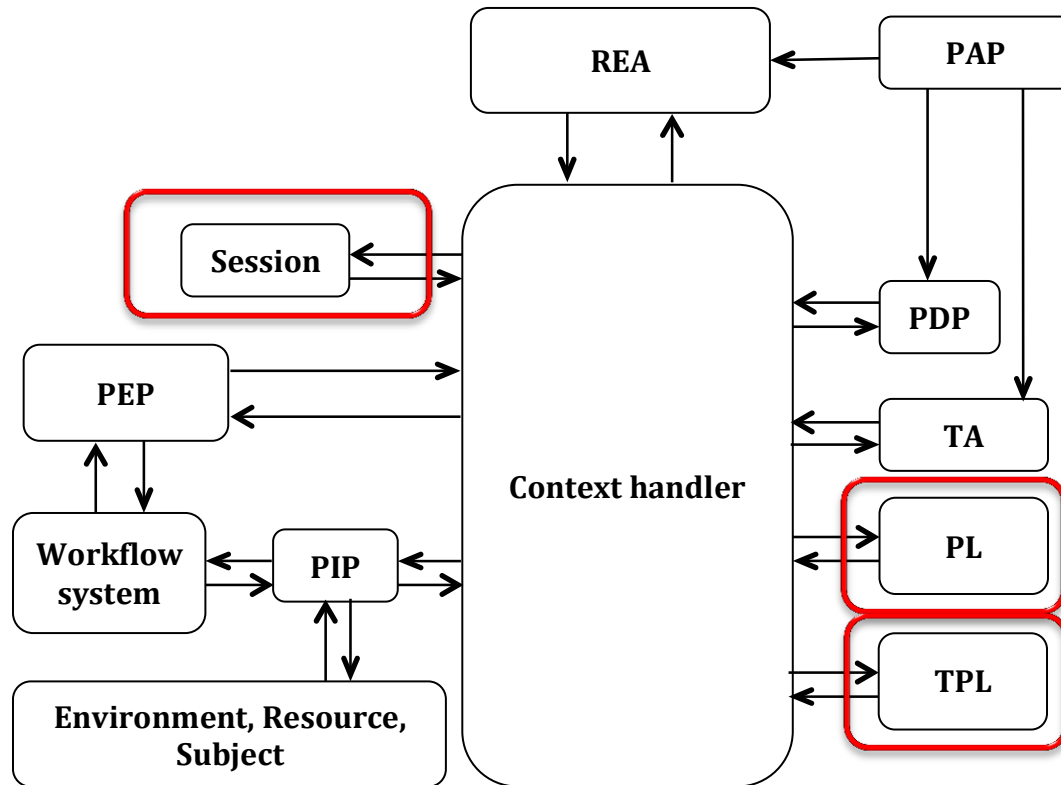 REA
PAP
Session
PDP
PEP
TA
Context handler
PL
Workflow
system
PIP
TPL
Environment, Resource,
Subject